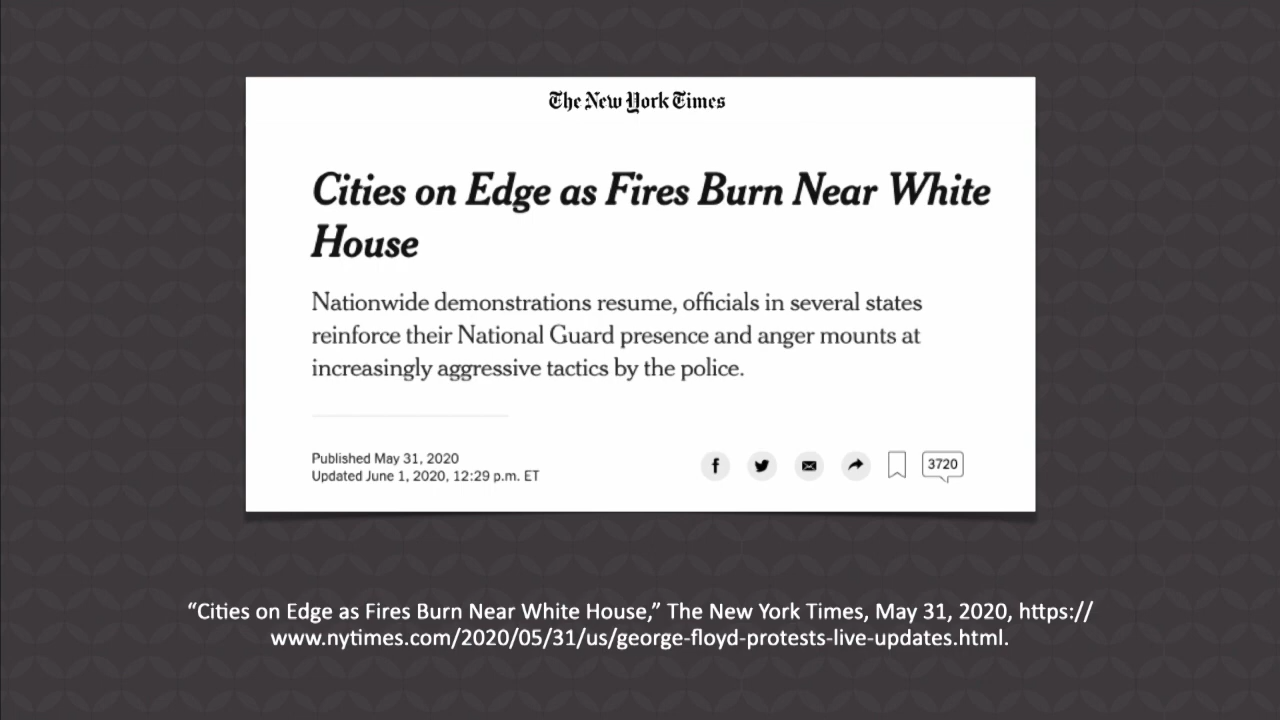 The New York Times
Cities on Edge as Fires Burn Near White
House
Nationwide demonstrations resume, officials in several states
reinforce their National Guard presence and anger mounts at
increasingly aggressive tactics by the police.
Published May 31, 2020
Updated June 1, 2020, 12:29 p.m. ET
3720
“Cities on Edge as Fires Burn Near White House,” The New York Times, May 31, 2020, https://
www.nytimes.com/2020/05/31/us/george-floyd-protests-live-updates.html.